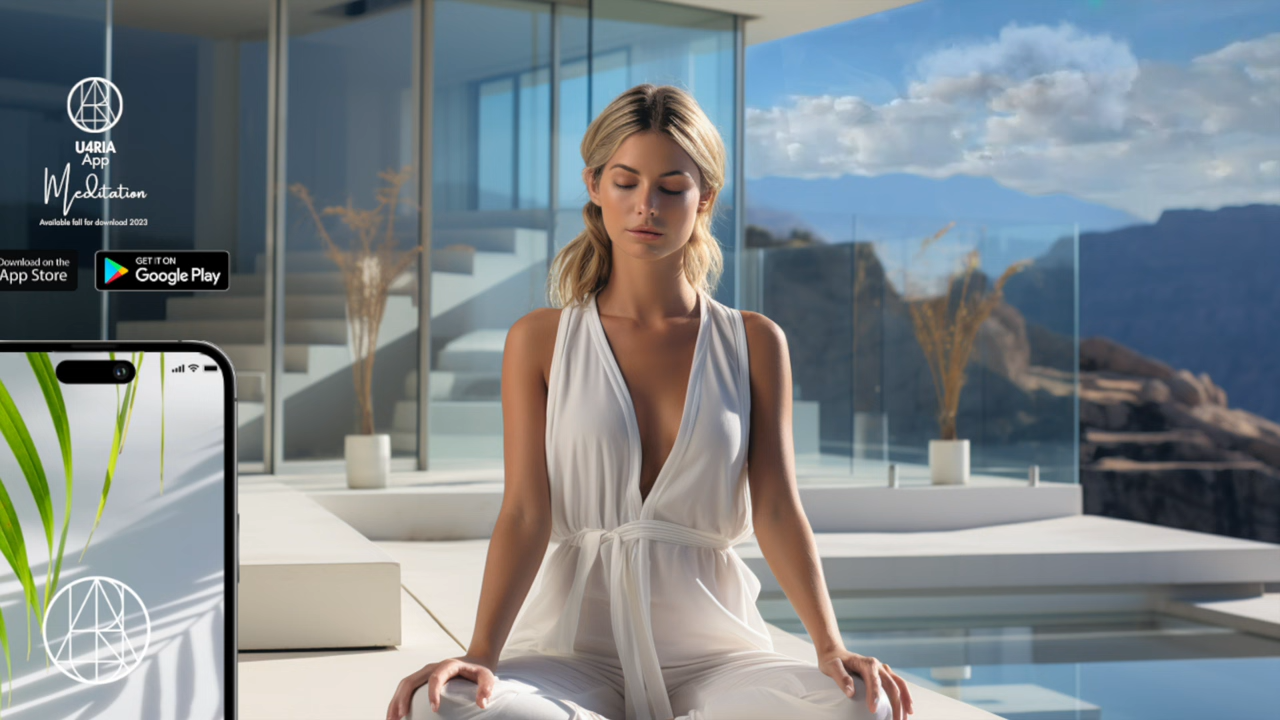 U4RIA
App
Meditation
Available fall for download 2023
Download on the
App Store
GET IT ON
Google Play